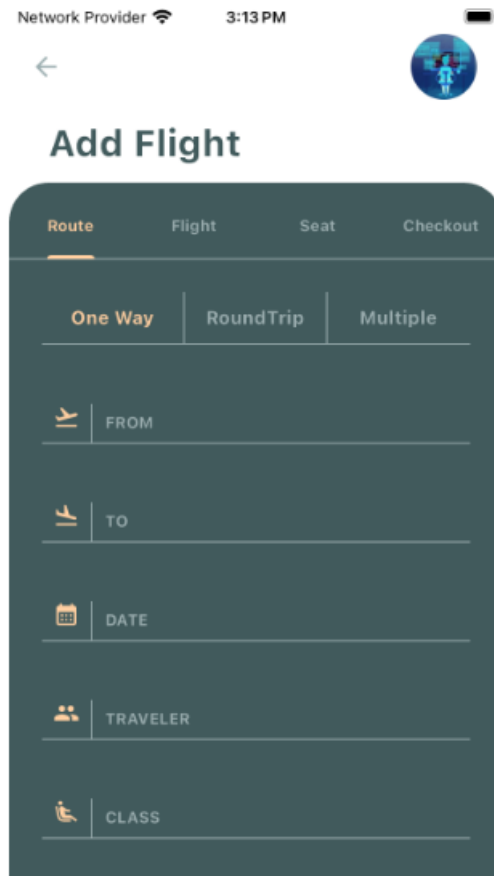 Network Provider 3:13 PM
Add Flight
Route Flight Seat Checkout
One Way RoundTrip Multiple
FROM
TO
DATE
TRAVELER
CLASS